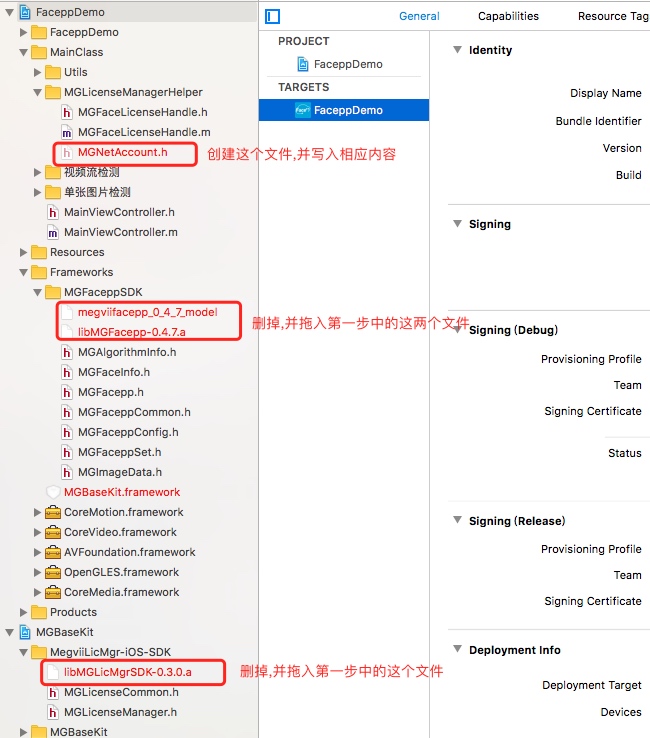 FaceppDemo
FaceppDemo
MainClass
Utils
MGLicenseManagerHelper
MGFaceLicenseHandle.h
MGFaceLicenseHandle.m
MGNetAccount.h
创建这个文件,并写入相应内容
视频流检测
单张图片检测
MainViewController.h
MainViewController.m
Resources
Frameworks
MGFaceppSDK
megviifacepp_0_4_7_model
libMGFacepp-0.4.7.a
删掉,并拖入第一步中的这两个文件
MGAlgorithmInfo.h
MGFaceInfo.h
MGFacepp.h
MGFaceppCommon.h
MGFaceppConfig.h
MGFaceppSet.h
MGImageData.h
MGBaseKit.framework
CoreMotion.framework
CoreVideo.framework
AVFoundation.framework
OpenGLES.framework
CoreMedia.framework
Products
MGBaseKit
MegviiLicMgr-iOS-SDK
libMGLicMgrSDK-0.3.0.a
删掉,并拖入第一步中的这个文件
MGLicenseCommon.h
MGLicenseManager.h
MGBaseKit
General
Capabilities
Resource Tag
PROJECT
FaceppDemo
TARGETS
FaceppDemo
Identity
Display Name
Bundle Identifier
Version
Build
Signing
Signing (Debug)
Provisioning Profile
Team
Signing Certificate
Status
Signing (Release)
Provisioning Profile
Team
Signing Certificate
Deployment Info
Deployment Target
Devices